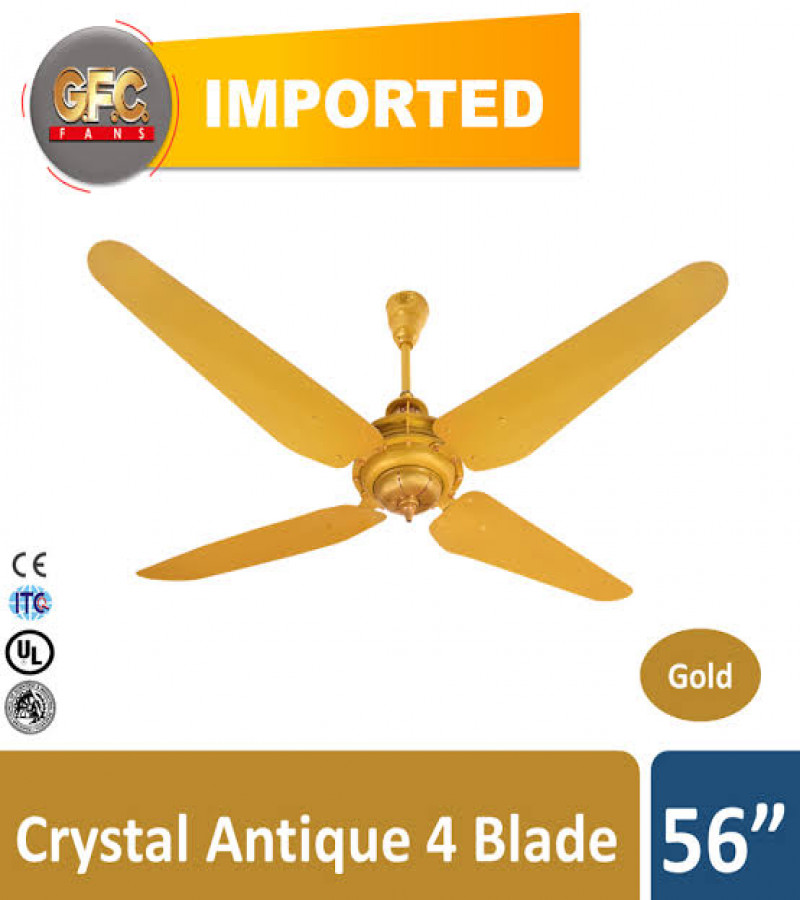 G.F.C.
FANS
IMPORTED
CE
ITC
UL
Gold
Crystal Antique 4 Blade
56”